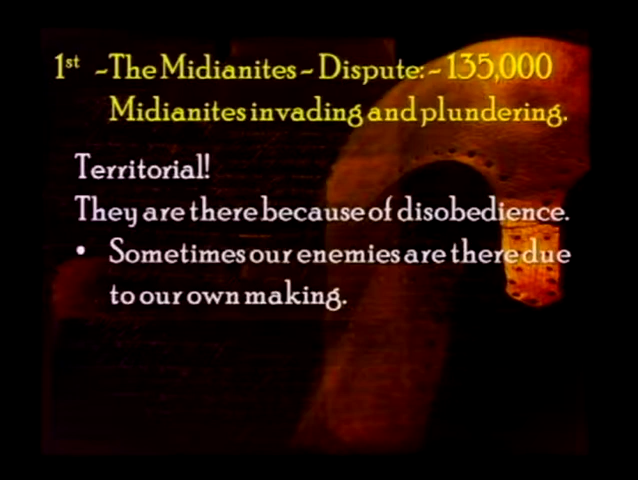 1st - The Midianites - Dispute: - 135,000
Midianites invading and plundering.
Territorial!
They are there because of disobedience.
• Sometimes our enemies are there due
to our own making.